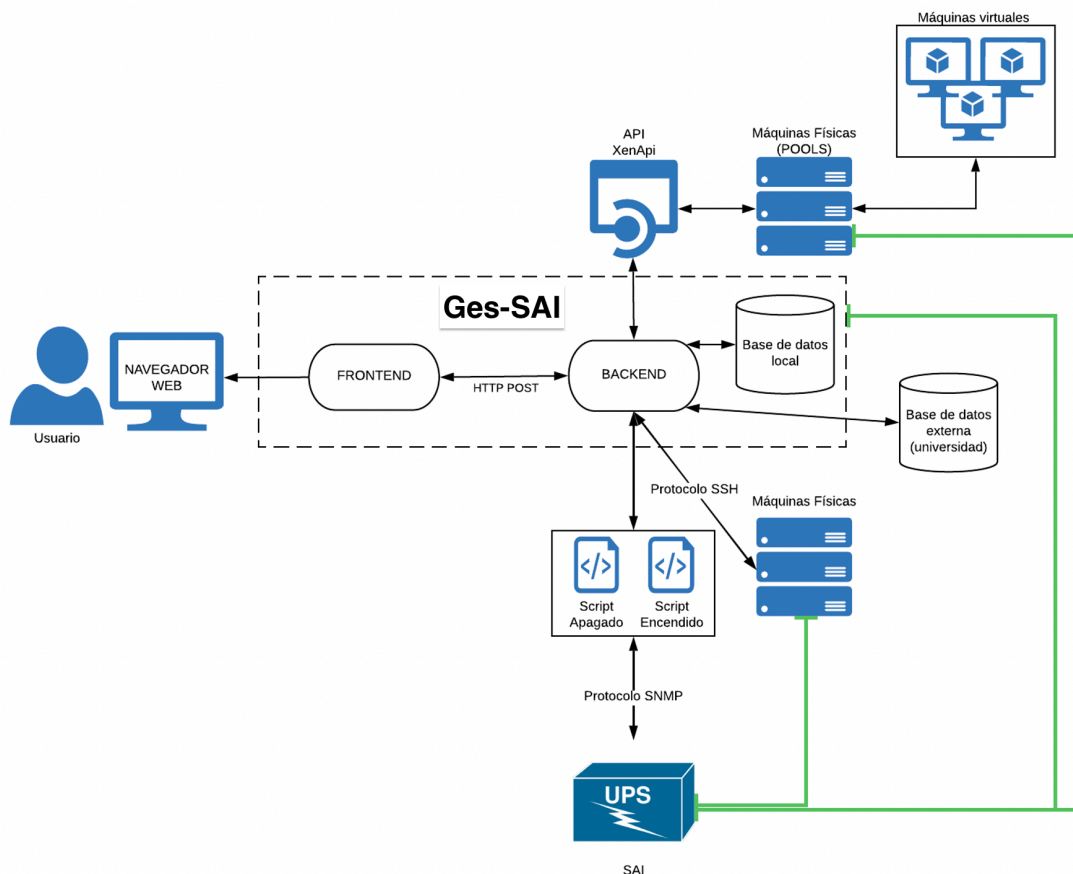 Máquinas virtuales
API
XenApi
Máquinas Físicas
(POOLS)
Ges-SAI
NAVEGADOR
WEB
Usuario
FRONTEND
HTTP POST
BACKEND
Base de datos
local
Base de datos
externa
(universidad)
Protocolo SSH
Máquinas Físicas
</>
Script
Apagado
</>
Script
Encendido
Protocolo SNMP
UPS
SAI